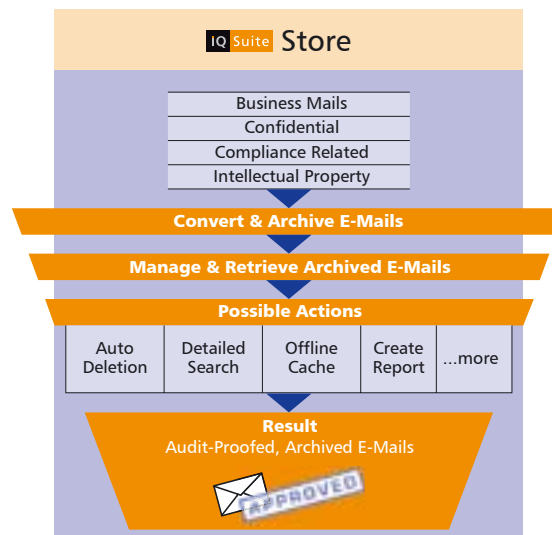 IQ Suite Store
Business Mails
Confidential
Compliance Related
Intellectual Property
Convert & Archive E-Mails
Manage & Retrieve Archived E-Mails
Possible Actions
Auto
Deletion
Detailed
Search
Offline
Cache
Create
Report
...more
Result
Audit-Proofed, Archived E-Mails
APPROVED